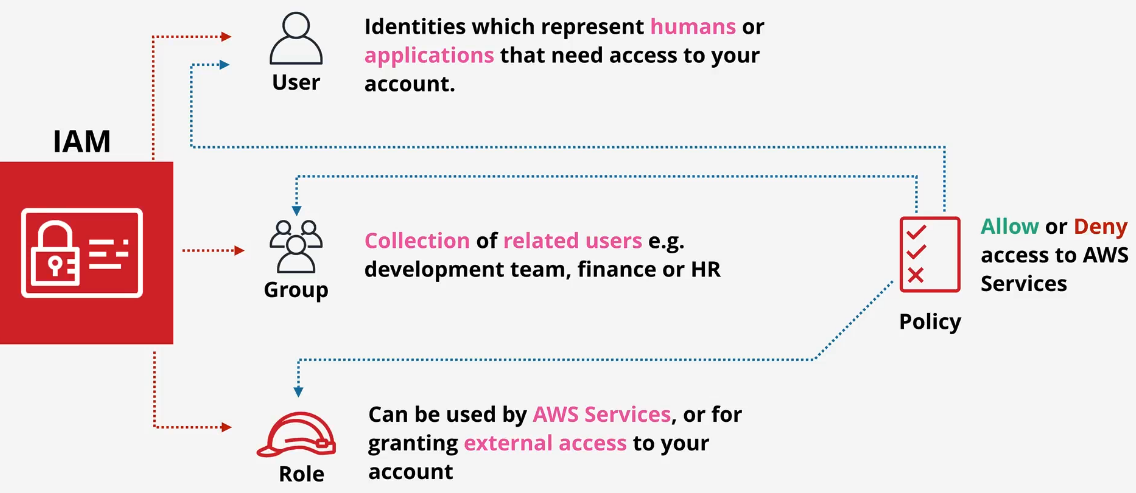 IAM
User
Identities which represent humans or
applications that need access to your
account.
Group
Collection of related users e.g.
development team, finance or HR
Policy
Allow or Deny
access to AWS
Services
Role
Can be used by AWS Services, or for
granting external access to your
account